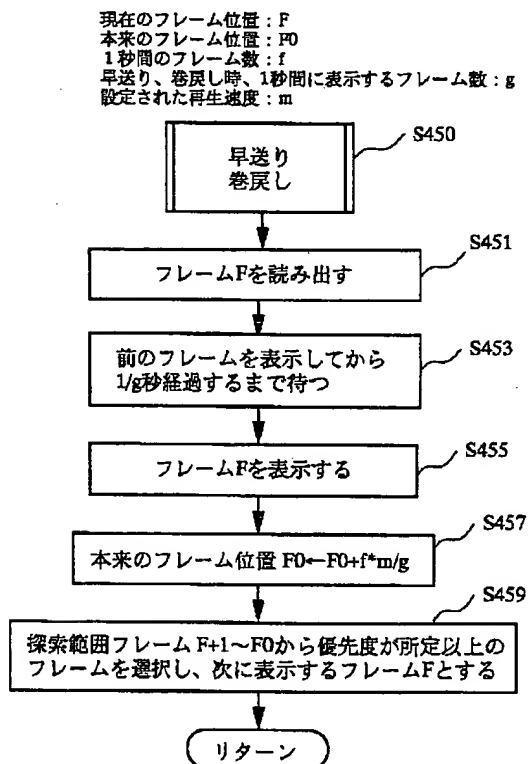 現在のフレーム位置：F
本来のフレーム位置：F0
1秒間のフレーム数：f
早送り、巻戻し時、1秒間に表示するフレーム数：g
設定された再生速度：m
S450
早送り
巻戻し
S451
フレームFを読み出す
S453
前のフレームを表示してから
1/g秒経過するまで待つ
S455
フレームFを表示する
S457
本来のフレーム位置 F0←F0+f*m/g
S459
探索範囲フレーム F+1〜F0から優先度が所定以上の
フレームを選択し、次に表示するフレームFとする
リターン